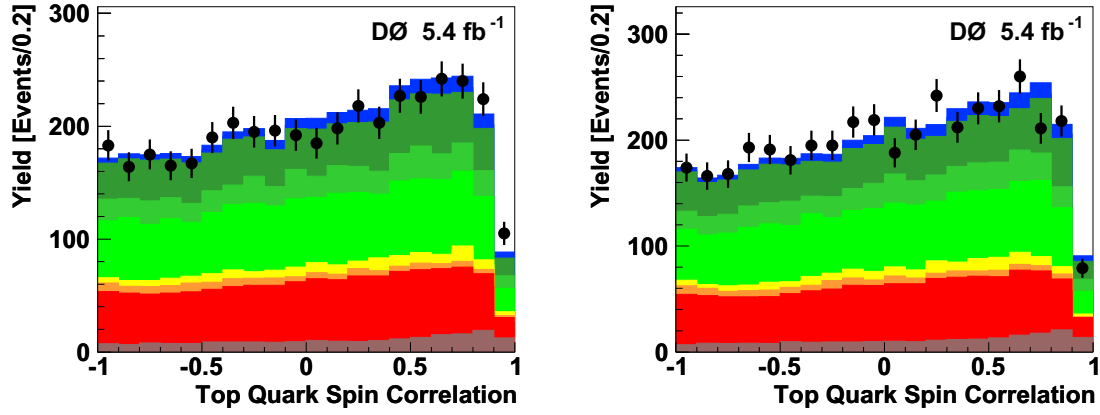 DØ 5.4 fb⁻¹
Yield [Events/0.2]
300
200
100
0
-1 -0.5 0 0.5 1
Top Quark Spin Correlation
DØ 5.4 fb⁻¹
Yield [Events/0.2]
300
200
100
0
-1 -0.5 0 0.5 1
Top Quark Spin Correlation